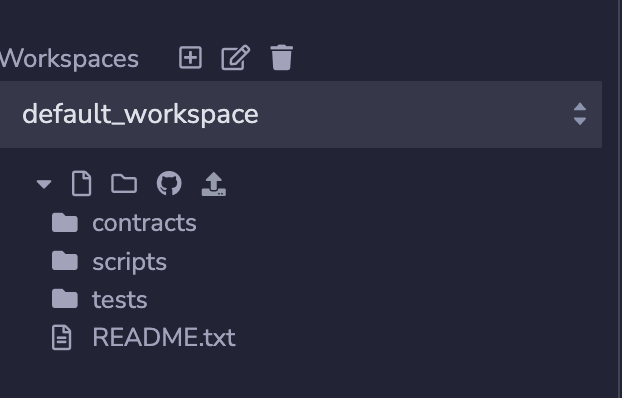 Workspaces
default_workspace
contracts
scripts
tests
README.txt